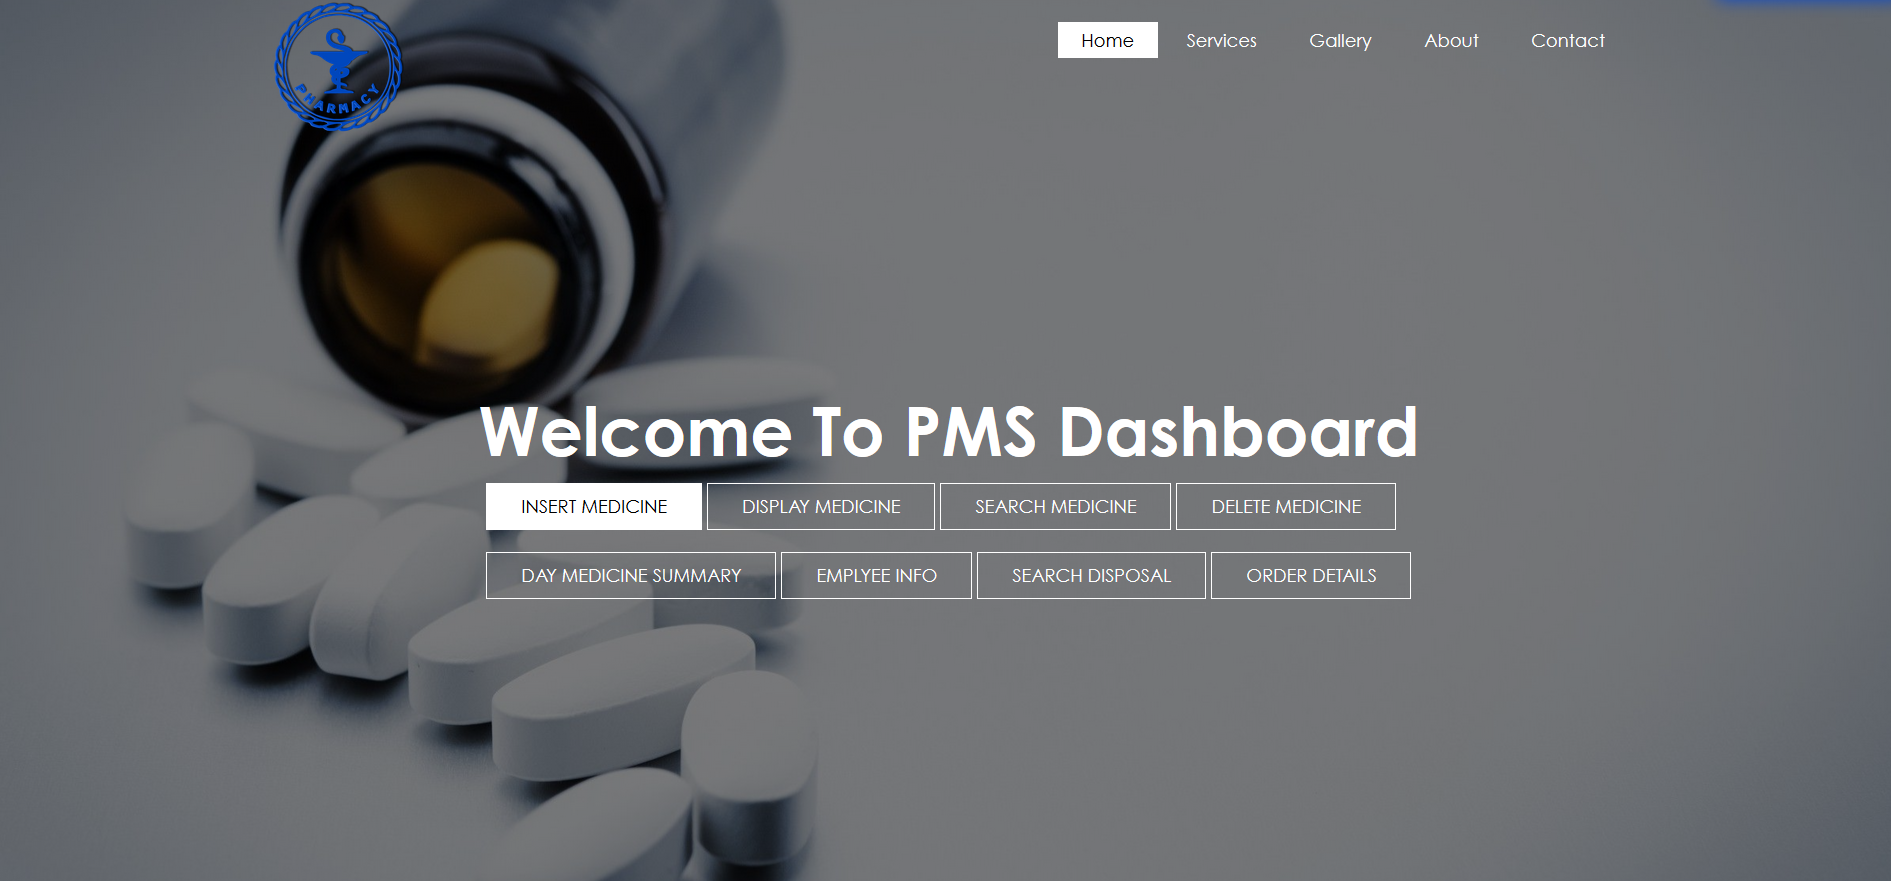 PHARMACY
Home Services Gallery About Contact
Welcome To PMS Dashboard
INSERT MEDICINE DISPLAY MEDICINE SEARCH MEDICINE DELETE MEDICINE
DAY MEDICINE SUMMARY EMPLYEE INFO SEARCH DISPOSAL ORDER DETAILS